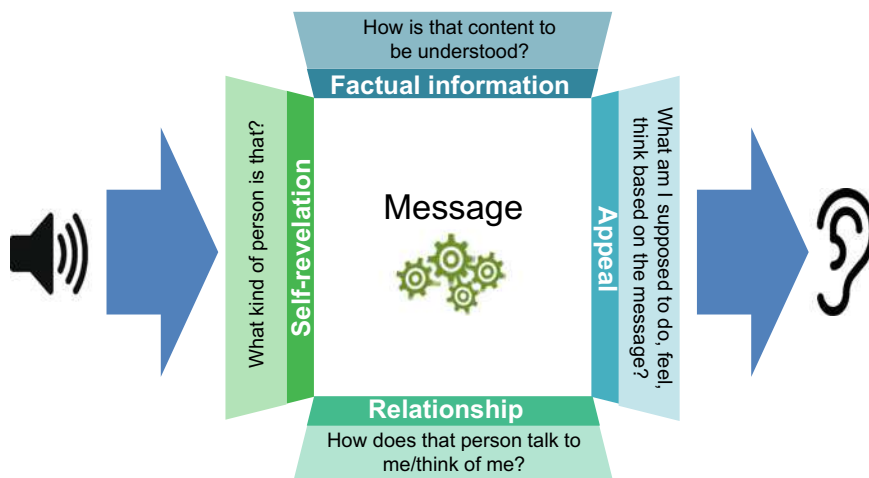 How is that content to
be understood?
Factual information
What kind of person is that?
Self-revelation
Message
Appeal
What am I supposed to do, feel,
think based on the message?
Relationship
How does that person talk to
me/think of me?